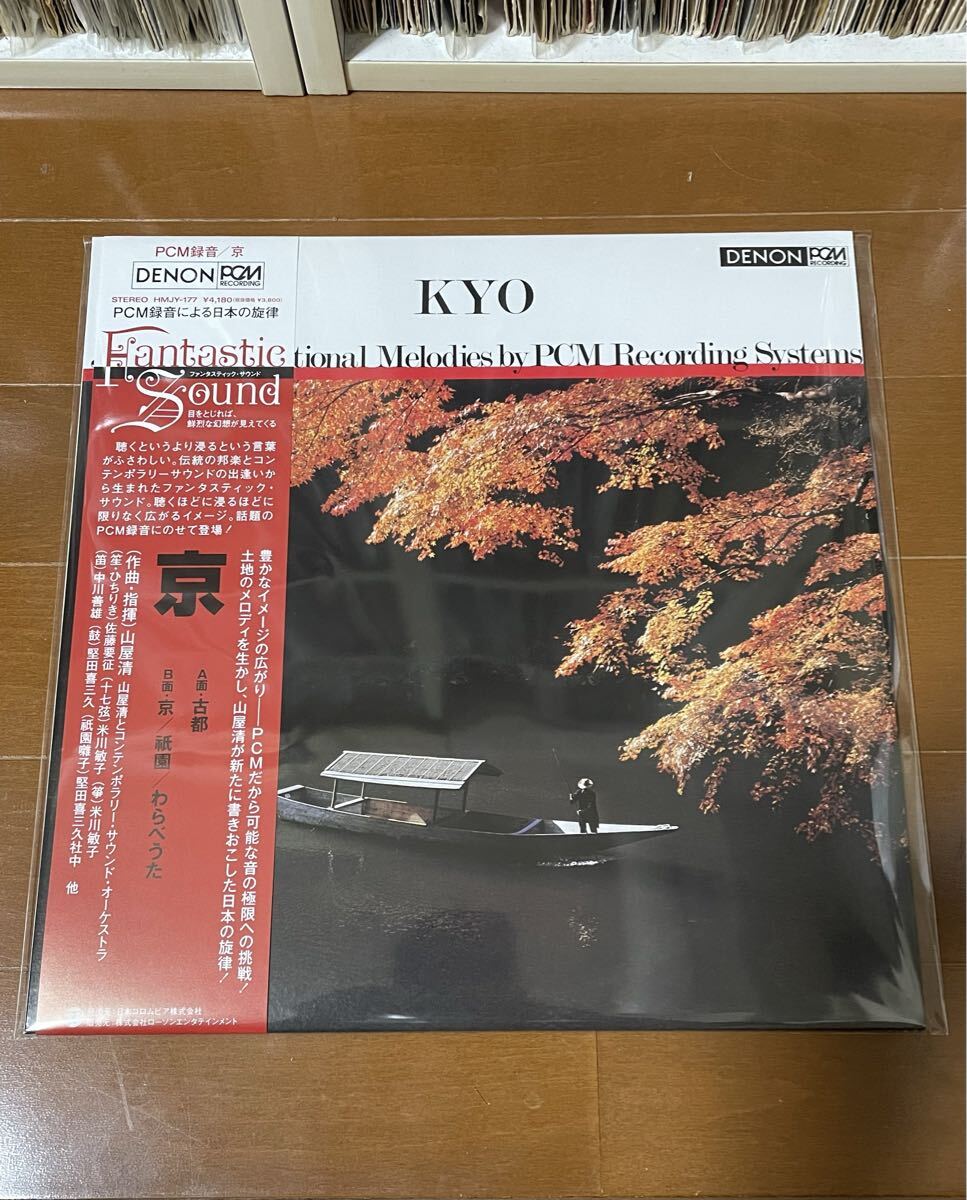 PCM録音／京
DENON PCM RECORDING
STEREO HMJY-177 ¥4,180(税抜価格 ¥3,800)
PCM録音による日本の旋律
Fantastic
Sound
ファンタスティック・サウンド
目をとじれば、
鮮烈な幻想が見えてくる
聴くというより浸るという言葉
がふさわしい。伝統の邦楽とコン
テンポラリーサウンドの出逢いか
ら生まれたファンタスティック・
サウンド。聴くほどに浸るほどに
限りなく広がるイメージ。話題の
PCM録音にのせて登場!
豊かなイメージの広がり──PCMだから可能な音の極限への挑戦!
土地のメロディを生かし、山屋清が新たに書きおこした日本の旋律!
A面・古都
B面・京／祇園／わらべうた
京
(作曲・指揮)山屋清 山屋清とコンテンポラリー・サウンド・オーケストラ
(笙・ひちりき)佐藤要征 (十七弦)米川敏子 (箏)米川敏子
(笛)中川善雄 (鼓)堅田喜三久 (祇園囃子)堅田喜三久社中 他
日本コロムビア株式会社
株式会社ローソンエンタテインメント
DENON PCM RECORDING
KYO
tional Melodies by PCM Recording Systems